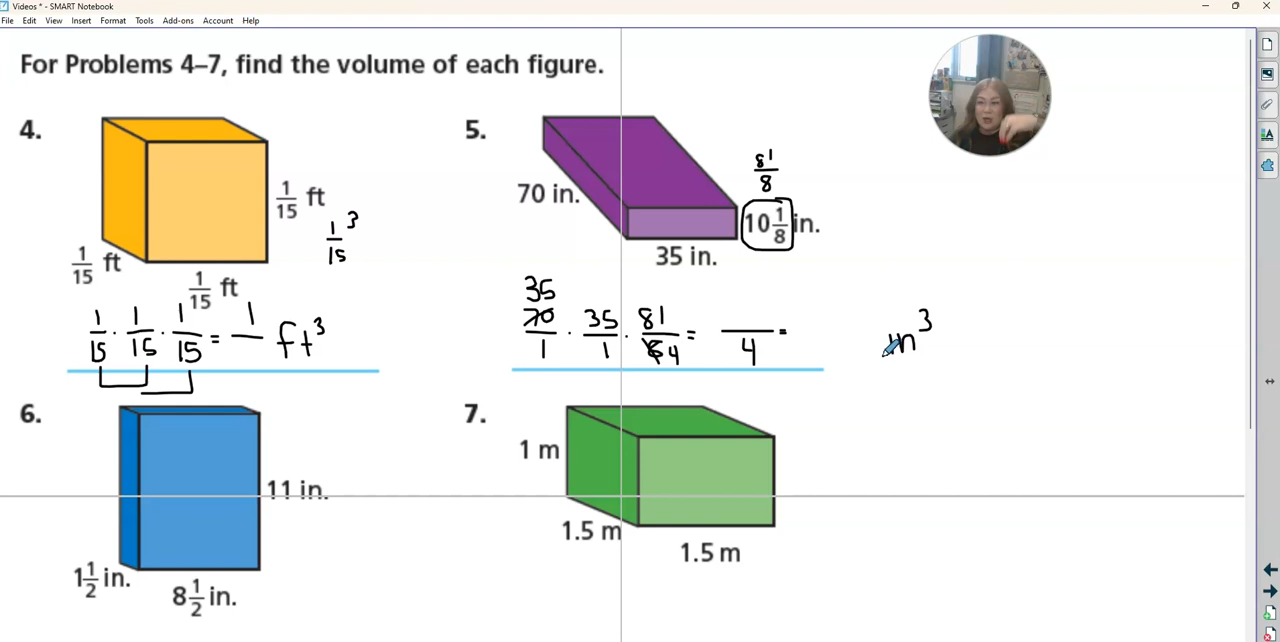 Videos * - SMART Notebook
File Edit View Insert Format Tools Add-ons Account Help
For Problems 4–7, find the volume of each figure.
4.
1/15 ft
1/15 ft
1/15 ft
1/15 ³
1/15 · 1/15 · 1/15 = 1/ ft³
5.
70 in.
35 in.
10 1/8 in.
81/8
35
70/1 · 35/1 · 81/8 4 = /4 = in³
6.
11 in.
1 1/2 in.
8 1/2 in.
7.
1 m
1.5 m
1.5 m